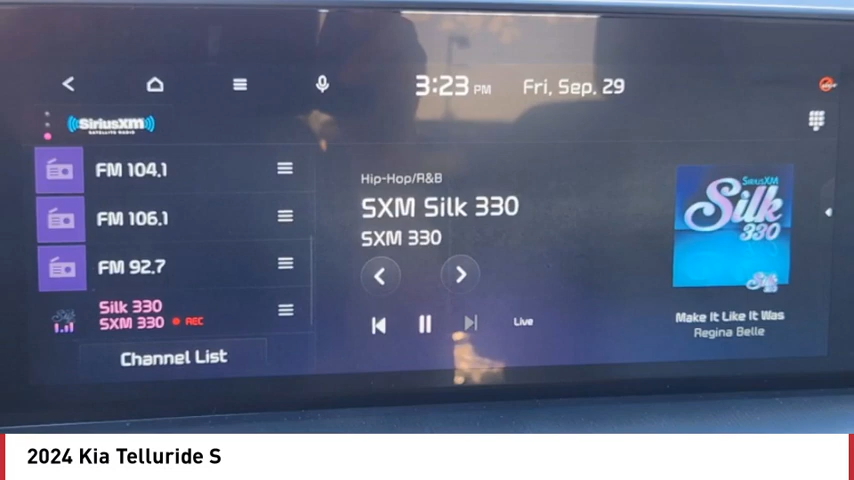 3:23 PM Fri, Sep. 29
SiriusXM
SATELLITE RADIO
FM 104.1
FM 106.1
FM 92.7
Silk 330
SXM 330 REC
Channel List
Hip-Hop/R&B
SXM Silk 330
SXM 330
Live
SiriusXM
Silk
330
Make It Like It Was
Regina Belle
2024 Kia Telluride S